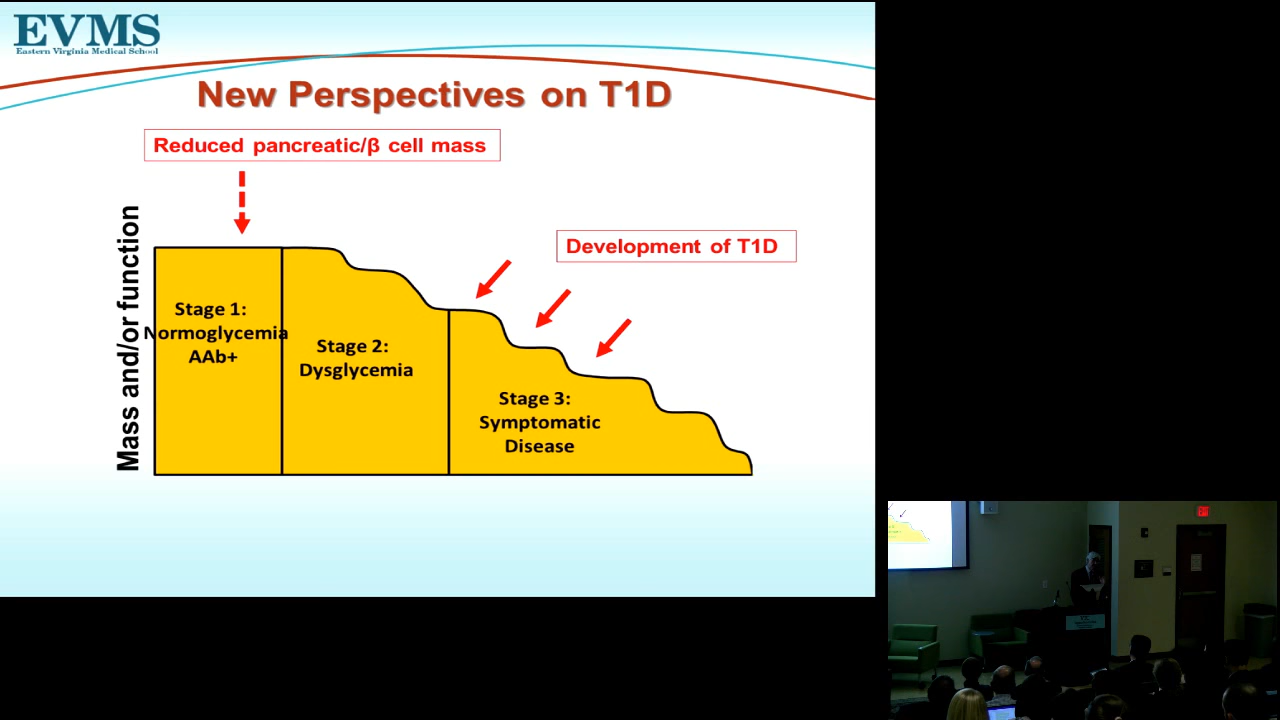 EVMS
Eastern Virginia Medical School
New Perspectives on T1D
Reduced pancreatic/β cell mass
Development of T1D
Mass and/or function
Stage 1:
Normoglycemia
AAb+
Stage 2:
Dysglycemia
Stage 3:
Symptomatic
Disease